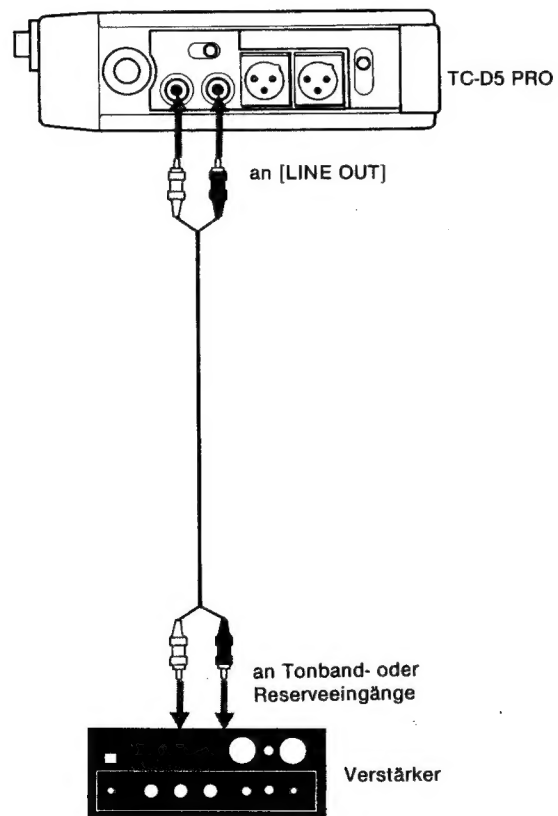 TC-D5 PRO
an [LINE OUT]
an Tonband- oder
Reserveeingänge
Verstärker